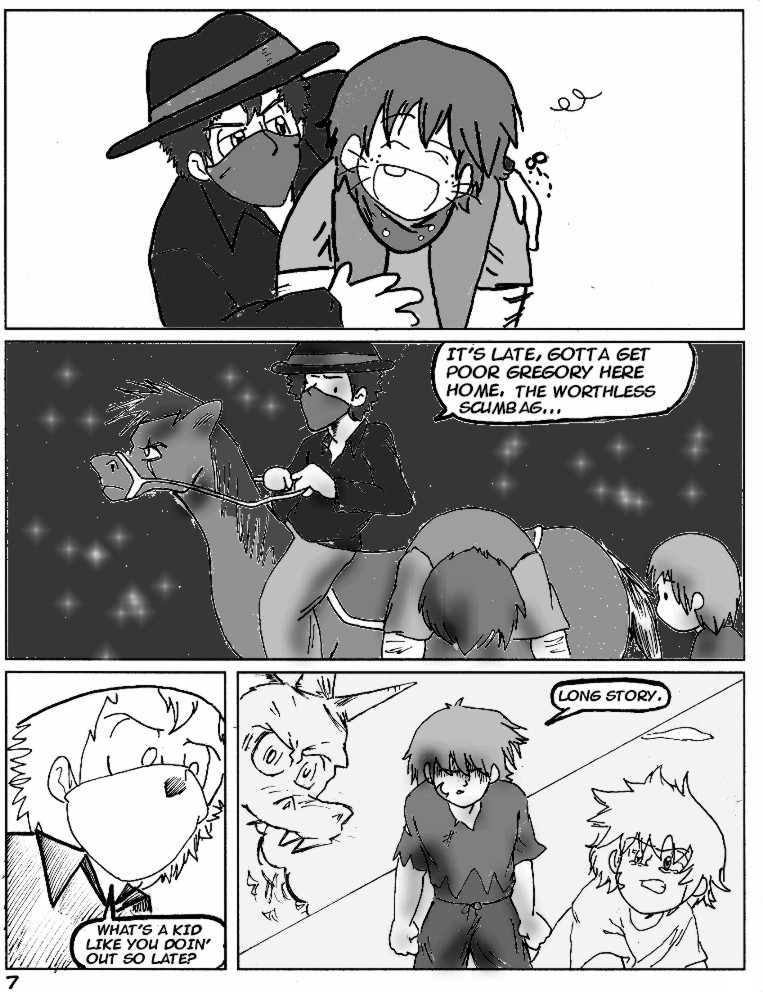 IT'S LATE, GOTTA GET
POOR GREGORY HERE
HOME. THE WORTHLESS
SCUMBAG...
WHAT'S A KID
LIKE YOU DOIN'
OUT SO LATE?
LONG STORY.
7